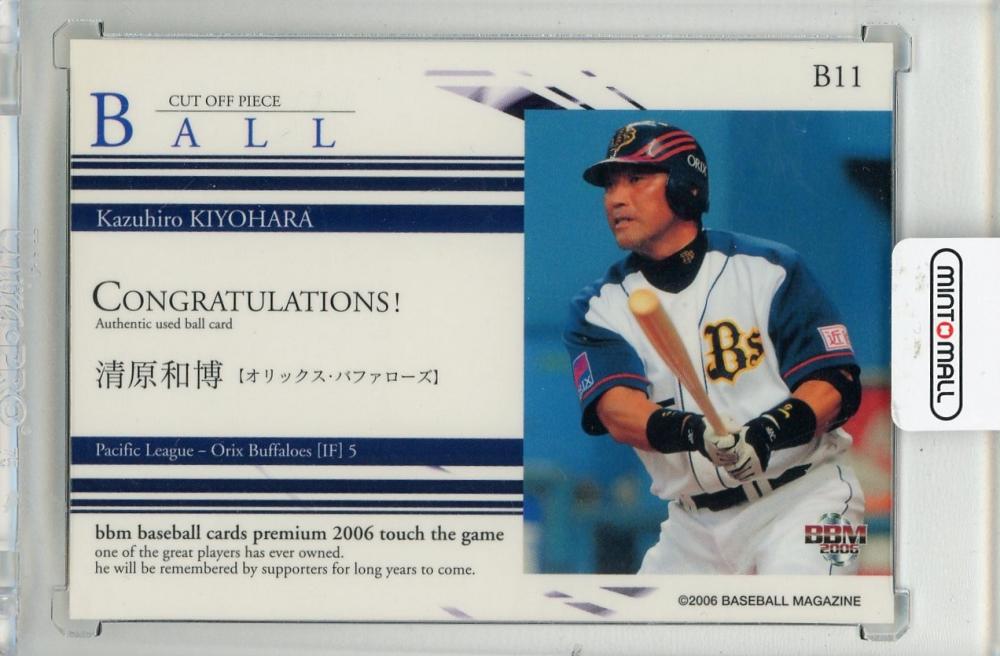 B11
CUT OFF PIECE
BALL
Kazuhiro KIYOHARA
CONGRATULATIONS!
Authentic used ball card
清原和博【オリックス・バファローズ】
Pacific League – Orix Buffaloes [IF] 5
bbm baseball cards premium 2006 touch the game
one of the great players has ever owned.
he will be remembered by supporters for long years to come.
ORIX
Bs
近
BBM
2006
©2006 BASEBALL MAGAZINE
MINTOMALL